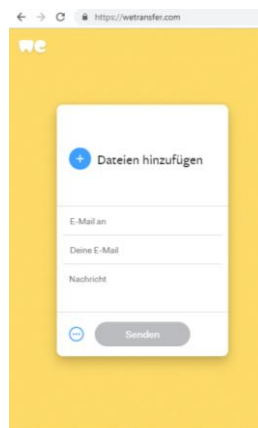 https://wetransfer.com
we
Dateien hinzufügen
E-Mail an
Deine E-Mail
Nachricht
Senden